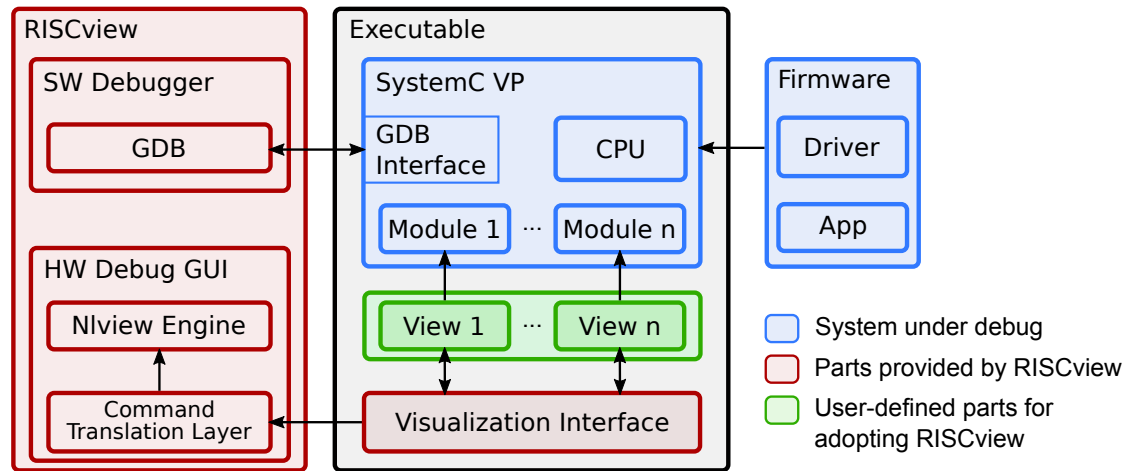 RISCview
SW Debugger
GDB
HW Debug GUI
Nlview Engine
Command
Translation Layer
Executable
SystemC VP
GDB
Interface
CPU
Module 1 ... Module n
View 1 ... View n
Visualization Interface
Firmware
Driver
App
System under debug
Parts provided by RISCview
User-defined parts for
adopting RISCview